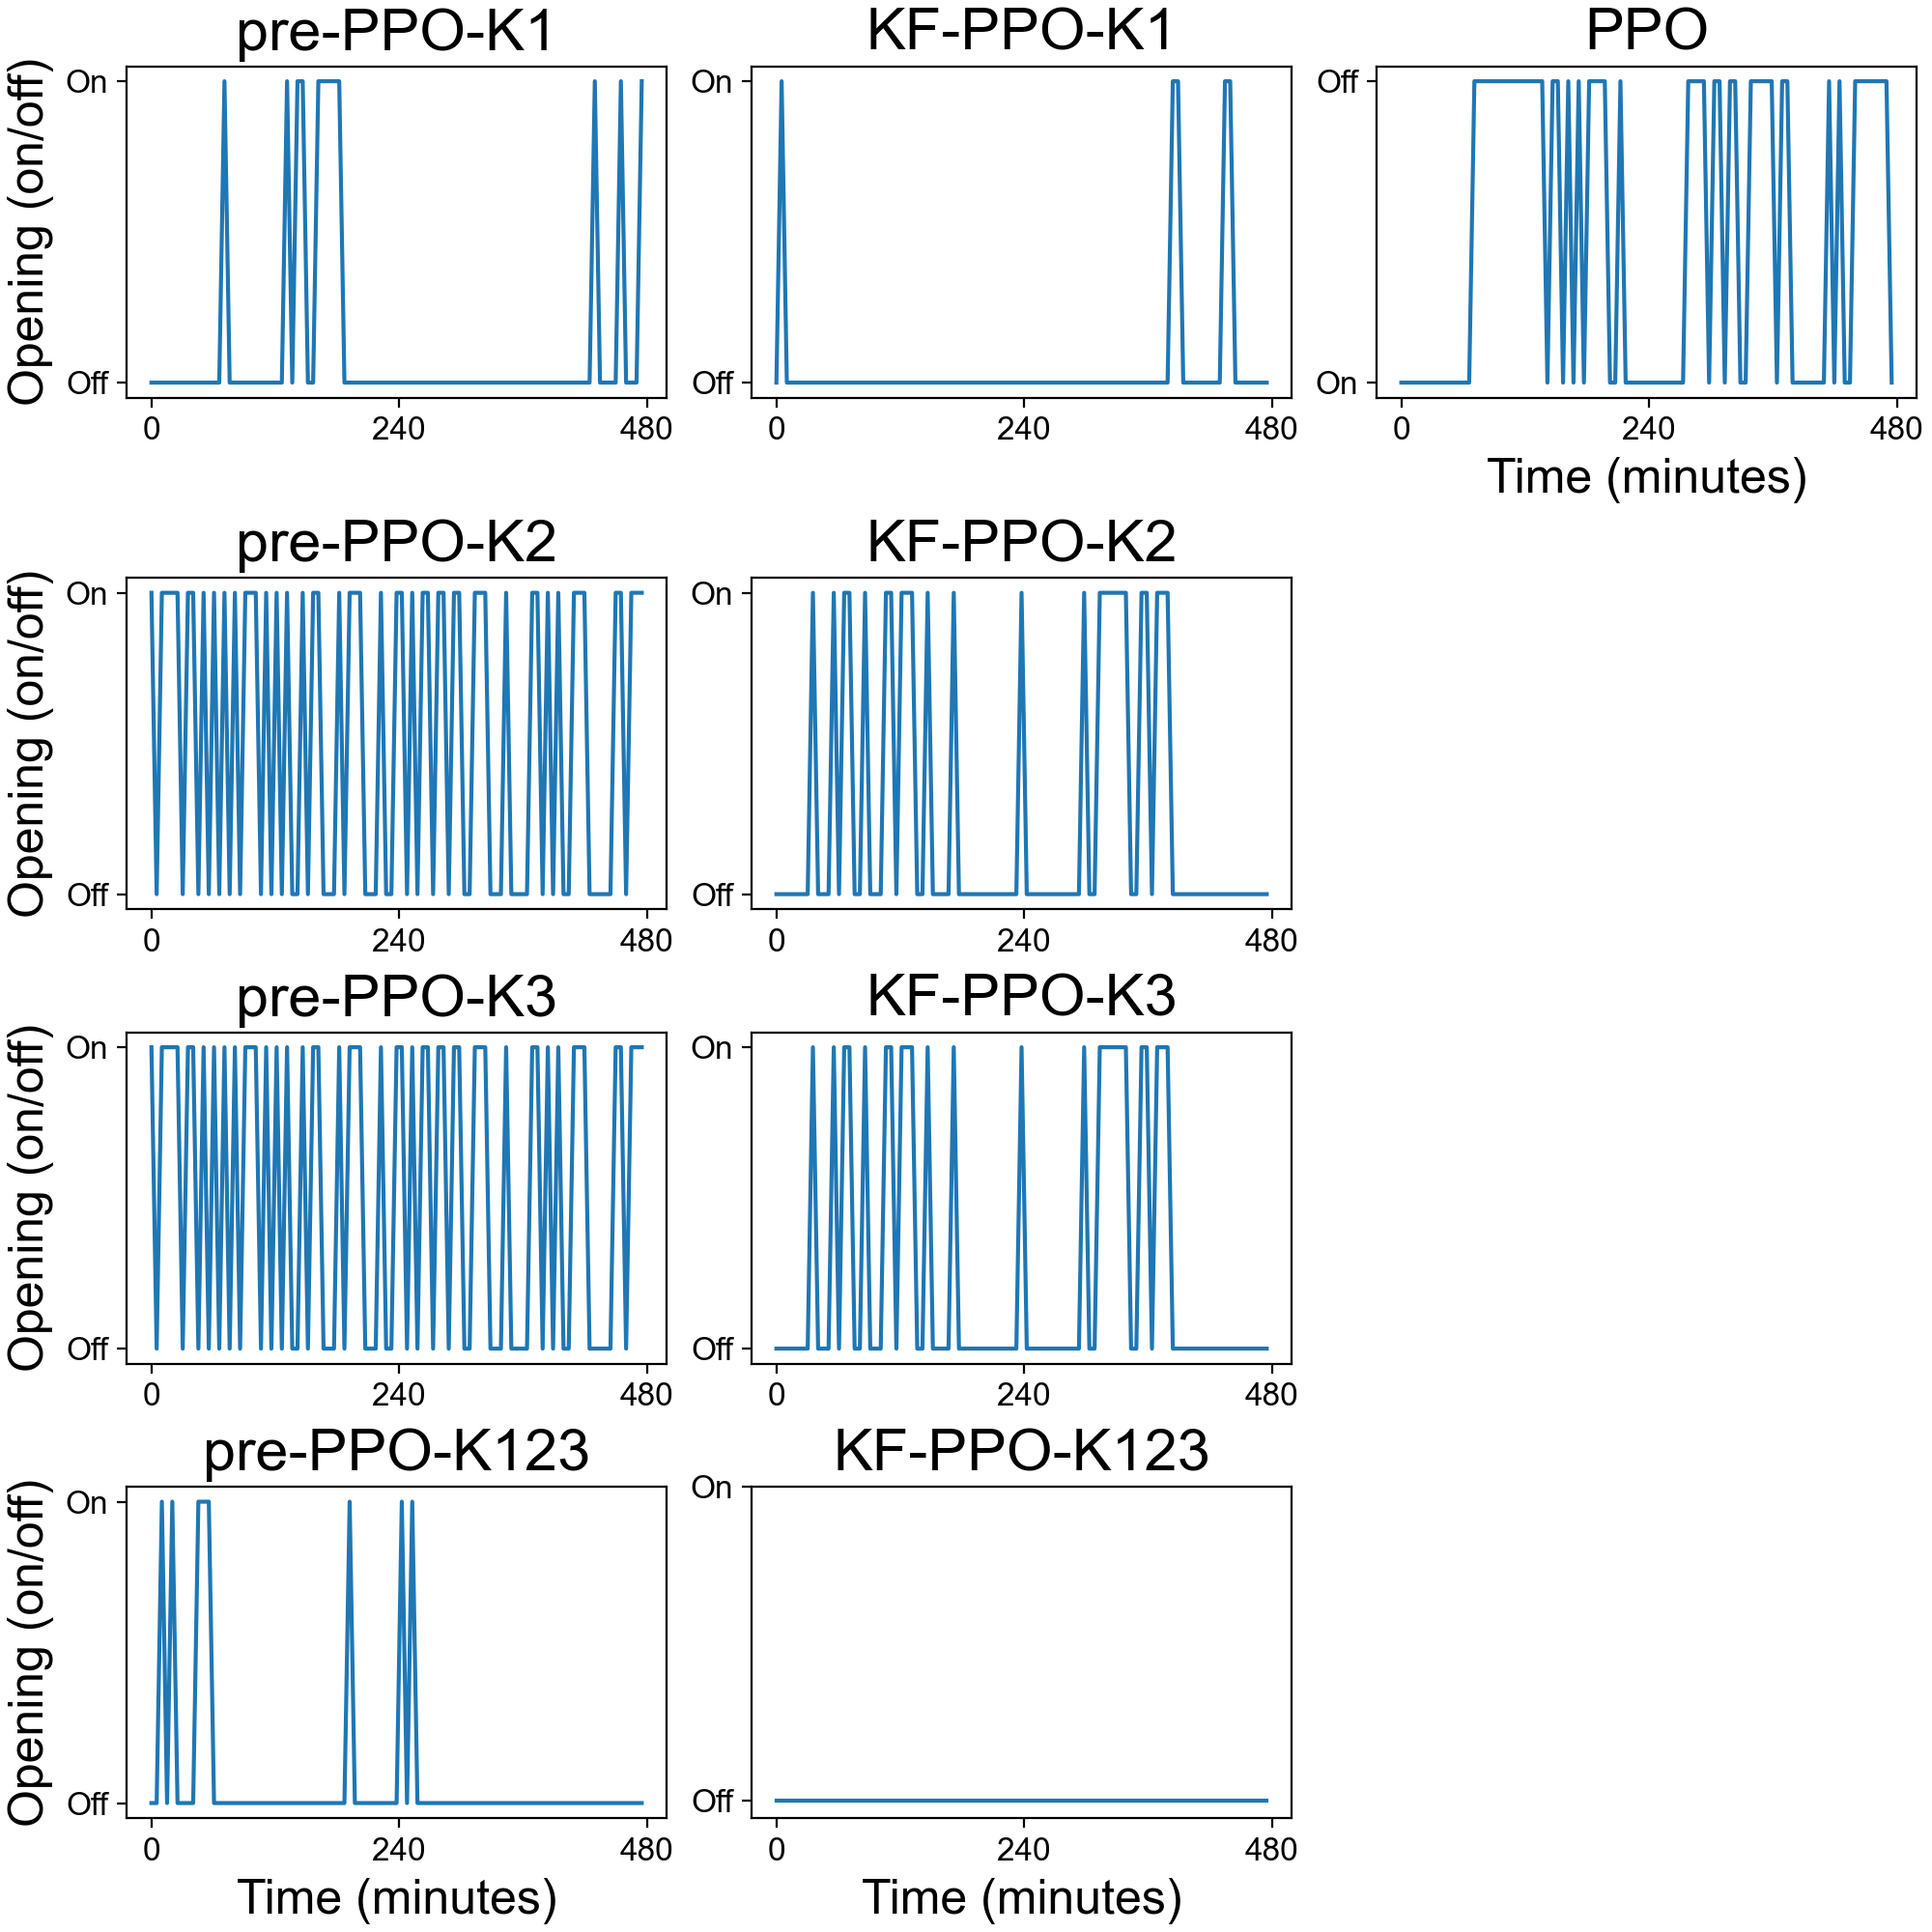 pre-PPO-K1
KF-PPO-K1
PPO
Opening (on/off)
On
Off
0 240 480
On
Off
0 240 480
Off
On
0 240 480
Time (minutes)
pre-PPO-K2
KF-PPO-K2
Opening (on/off)
On
Off
0 240 480
On
Off
0 240 480
pre-PPO-K3
KF-PPO-K3
Opening (on/off)
On
Off
0 240 480
On
Off
0 240 480
pre-PPO-K123
KF-PPO-K123
Opening (on/off)
On
Off
0 240 480
Time (minutes)
On
Off
0 240 480
Time (minutes)